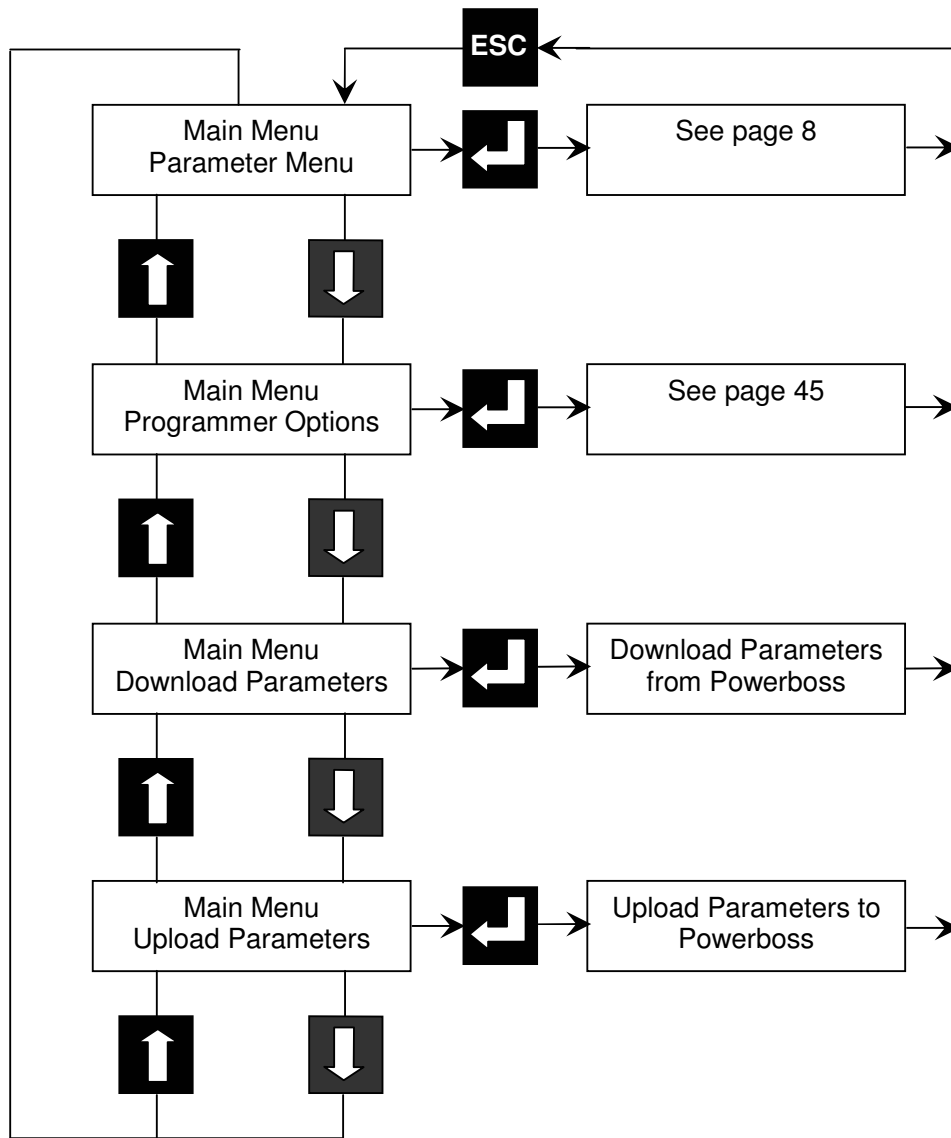 ESC
Main Menu
Parameter Menu
See page 8
Main Menu
Programmer Options
See page 45
Main Menu
Download Parameters
Download Parameters
from Powerboss
Main Menu
Upload Parameters
Upload Parameters to
Powerboss